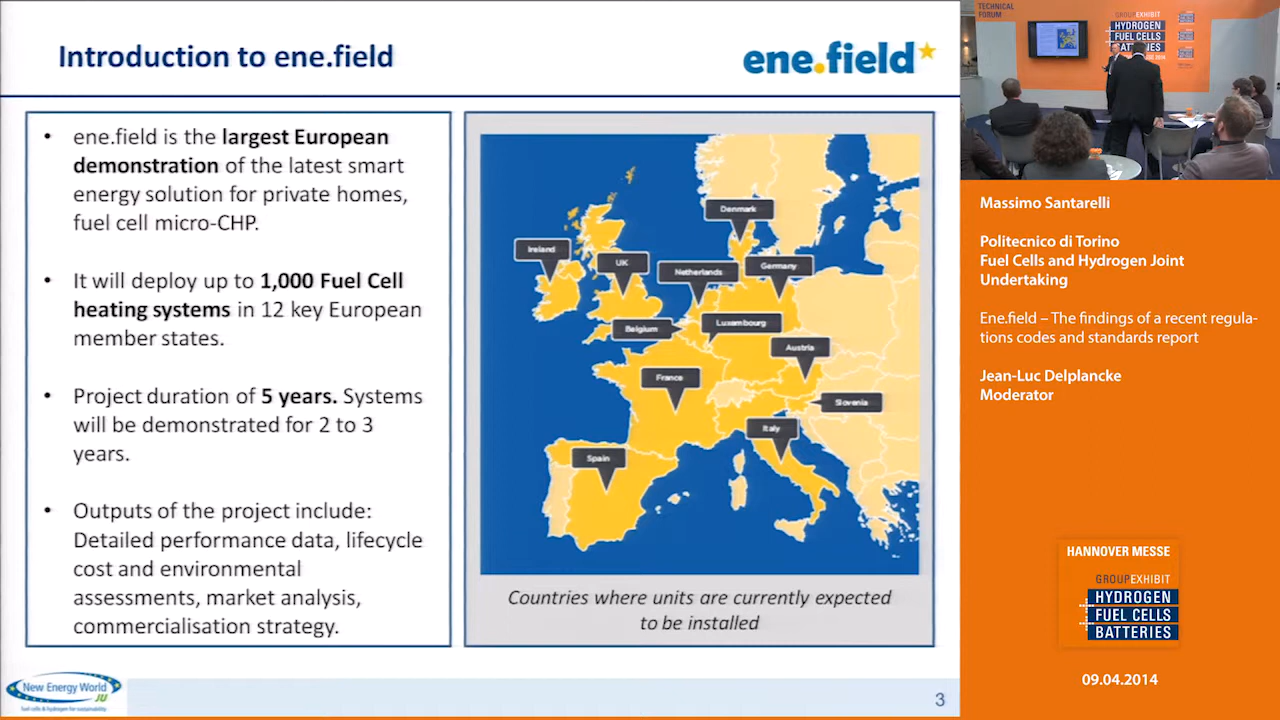 Introduction to ene.field
ene.field
• ene.field is the largest European
demonstration of the latest smart
energy solution for private homes,
fuel cell micro-CHP.
• It will deploy up to 1,000 Fuel Cell
heating systems in 12 key European
member states.
• Project duration of 5 years. Systems
will be demonstrated for 2 to 3
years.
• Outputs of the project include:
Detailed performance data, lifecycle
cost and environmental
assessments, market analysis,
commercialisation strategy.
Denmark
Ireland
UK
Netherlands
Germany
Belgium
Luxembourg
Austria
France
Slovenia
Italy
Spain
Countries where units are currently expected
to be installed
New Energy World
JU
fuel cells & hydrogen for sustainability
3
TECHNICAL
FORUM
GROUPEXHIBIT
HYDROGEN
FUEL CELLS
BATTERIES
Massimo Santarelli
Politecnico di Torino
Fuel Cells and Hydrogen Joint
Undertaking
Ene.field – The findings of a recent regula-
tions codes and standards report
Jean-Luc Delplancke
Moderator
HANNOVER MESSE
GROUPEXHIBIT
HYDROGEN
FUEL CELLS
BATTERIES
09.04.2014